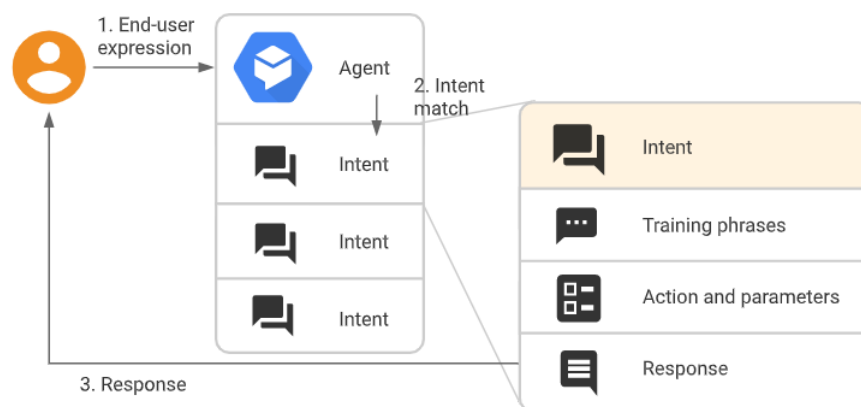 1. End-user
expression
Agent
2. Intent
match
Intent
Intent
Intent
Intent
Training phrases
Action and parameters
Response
3. Response